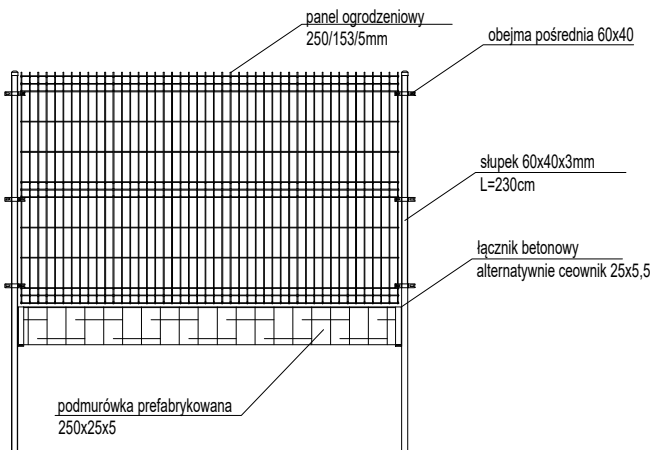 panel ogrodzeniowy
250/153/5mm
obejma pośrednia 60x40
słupek 60x40x3mm
L=230cm
łącznik betonowy
alternatywnie ceownik 25x5,5
podmurówka prefabrykowana
250x25x5